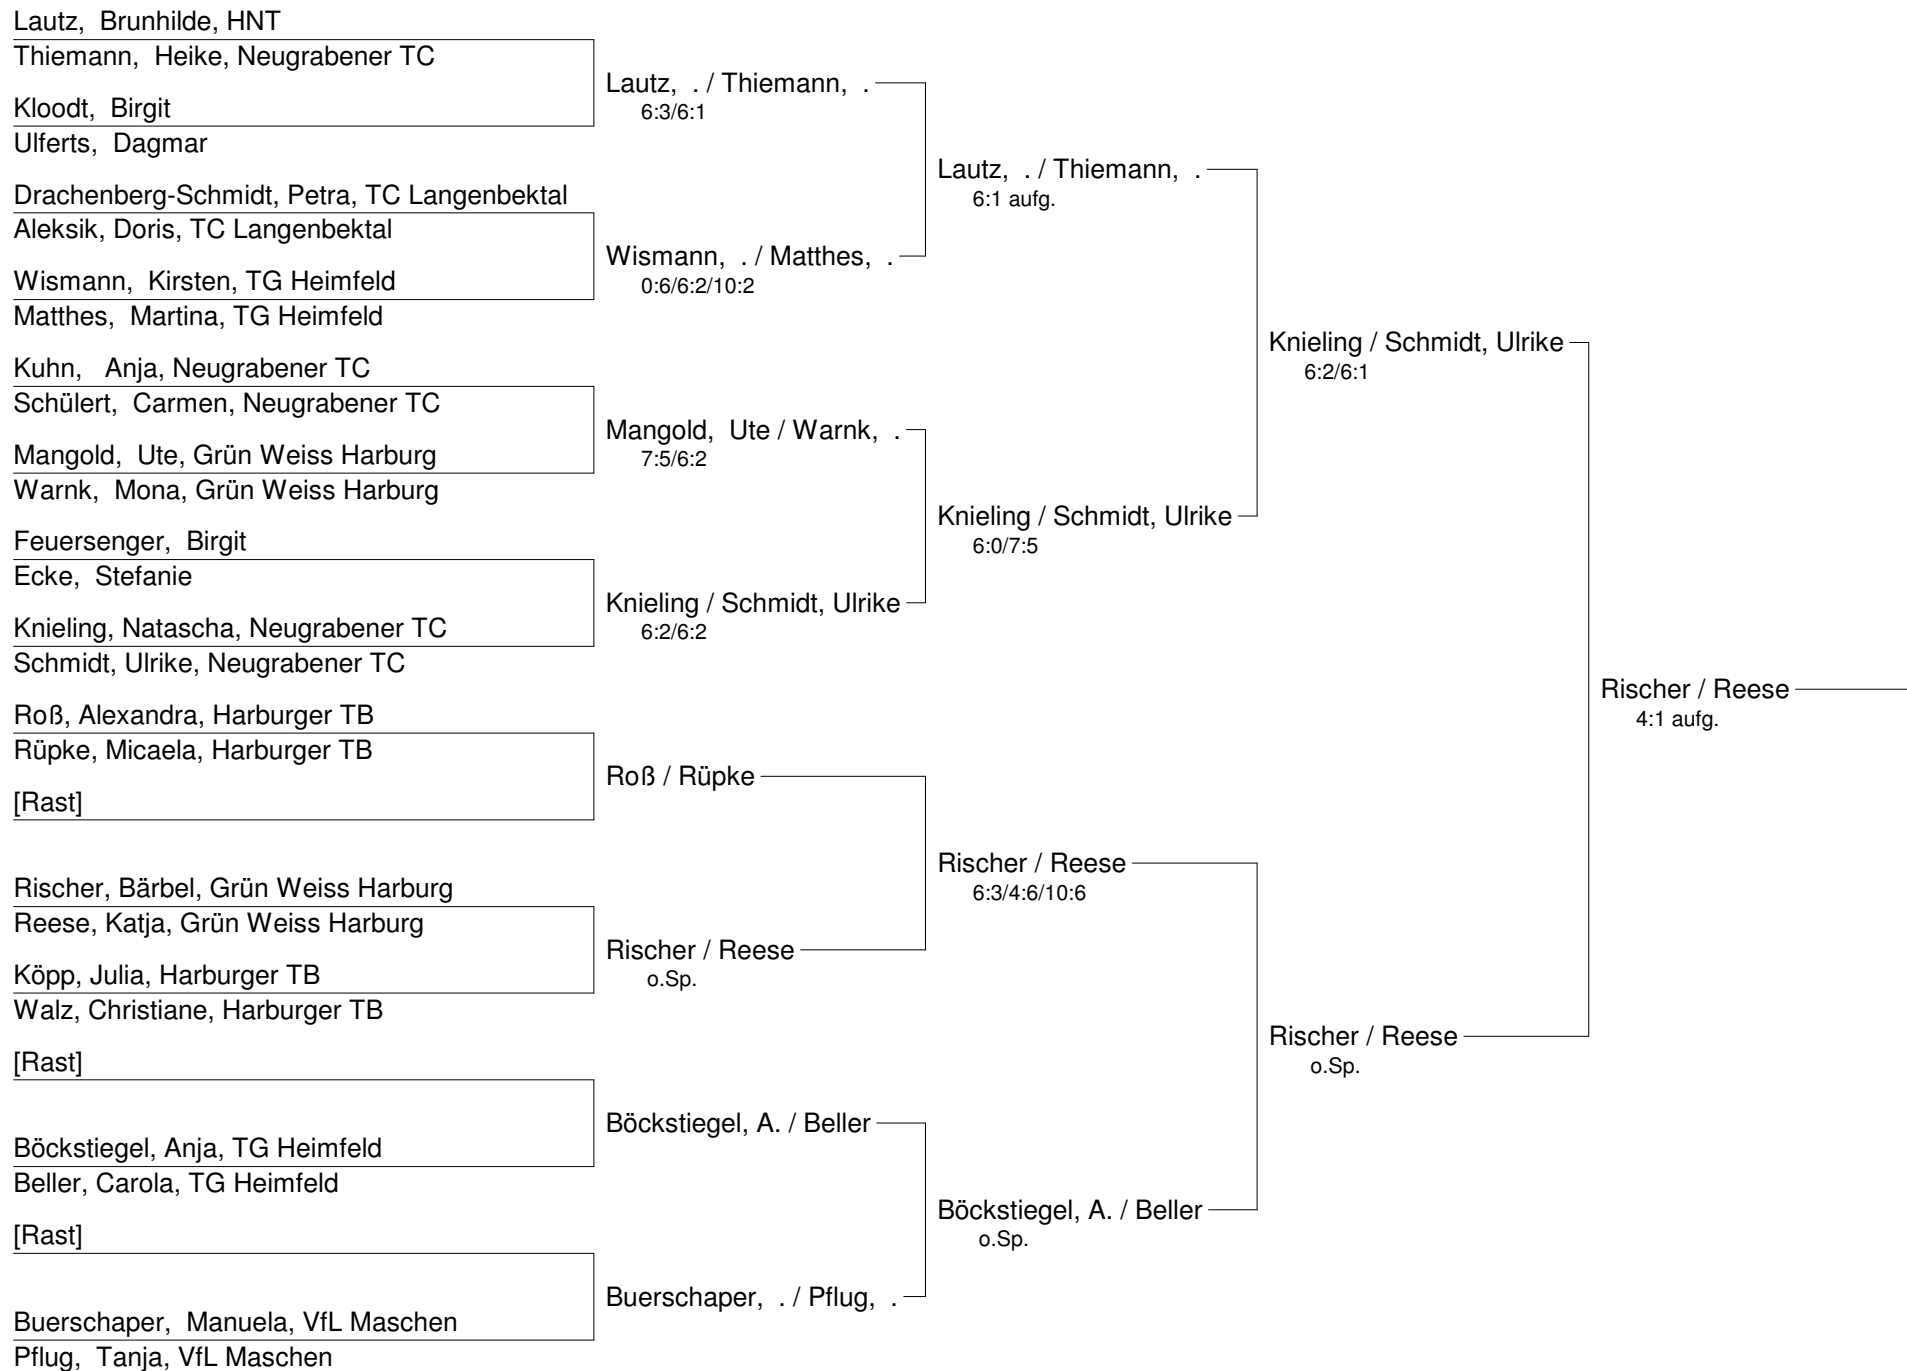 Lautz,  Brunhilde, HNT
Thiemann,  Heike, Neugrabener TC
Kloodt,  Birgit
Ulferts,  Dagmar
Drachenberg-Schmidt, Petra, TC Langenbektal
Aleksik, Doris, TC Langenbektal
Wismann,  Kirsten, TG Heimfeld
Matthes,  Martina, TG Heimfeld
Kuhn,   Anja, Neugrabener TC
Schülert,  Carmen, Neugrabener TC
Mangold,  Ute, Grün Weiss Harburg
Warnk,  Mona, Grün Weiss Harburg
Feuersenger,  Birgit
Ecke,  Stefanie
Knieling, Natascha, Neugrabener TC
Schmidt, Ulrike, Neugrabener TC
Roß, Alexandra, Harburger TB
Rüpke, Micaela, Harburger TB
[Rast]
Rischer, Bärbel, Grün Weiss Harburg
Reese, Katja, Grün Weiss Harburg
Köpp, Julia, Harburger TB
Walz, Christiane, Harburger TB
[Rast]
Böckstiegel, Anja, TG Heimfeld
Beller, Carola, TG Heimfeld
[Rast]
Buerschaper,  Manuela, VfL Maschen
Pflug,  Tanja, VfL Maschen
Lautz,  . / Thiemann,  .
6:3/6:1
Wismann,  . / Matthes,  .
0:6/6:2/10:2
Mangold,  Ute / Warnk,  .
7:5/6:2
Knieling / Schmidt, Ulrike
6:2/6:2
Roß / Rüpke
Rischer / Reese
o.Sp.
Böckstiegel, A. / Beller
Buerschaper,  . / Pflug,  .
Lautz,  . / Thiemann,  .
6:1 aufg.
Knieling / Schmidt, Ulrike
6:0/7:5
Rischer / Reese
6:3/4:6/10:6
Böckstiegel, A. / Beller
o.Sp.
Knieling / Schmidt, Ulrike
6:2/6:1
Rischer / Reese
o.Sp.
Rischer / Reese
4:1 aufg.